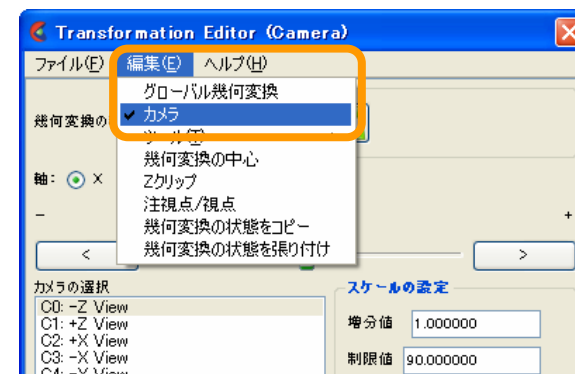 Transformation Editor (Camera)
ファイル(F) 編集(E) ヘルプ(H)
グローバル幾何変換
✔ カメラ
ツール(T)
幾何変換の中心
Zクリップ
注視点/視点
幾何変換の状態をコピー
幾何変換の状態を張り付け
幾何変換の
軸: X
- +
< >
カメラの選択
C0: -Z View
C1: +Z View
C2: +X View
C3: -X View
C4: -Y View
スケールの設定
増分値 1.000000
制限値 90.000000